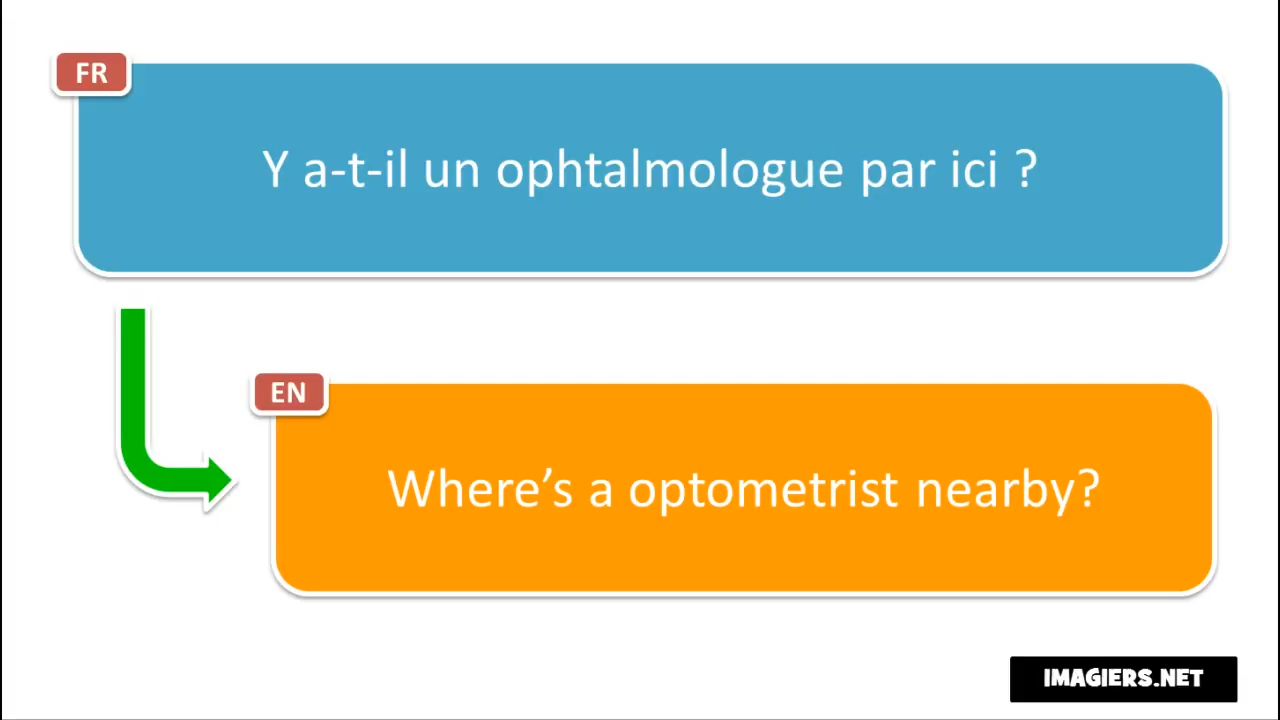 FR
Y a-t-il un ophtalmologue par ici ?
EN
Where’s a optometrist nearby?
IMAGIERS.NET